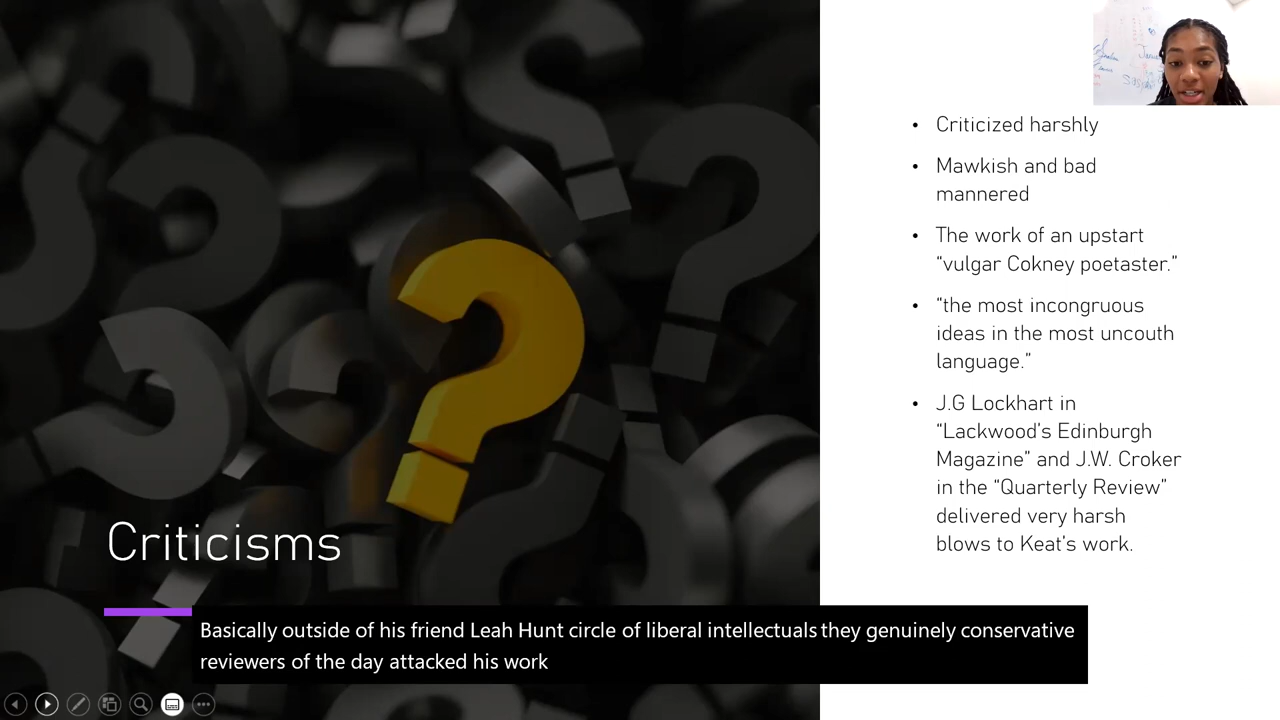 Criticized harshly
Mawkish and bad
mannered
The work of an upstart
“vulgar Cokney poetaster.”
“the most incongruous
ideas in the most uncouth
language.”
J.G Lockhart in
“Lackwood’s Edinburgh
Magazine” and J.W. Croker
in the “Quarterly Review”
delivered very harsh
blows to Keat’s work.
Criticisms
Basically outside of his friend Leah Hunt circle of liberal intellectuals they genuinely conservative
reviewers of the day attacked his work